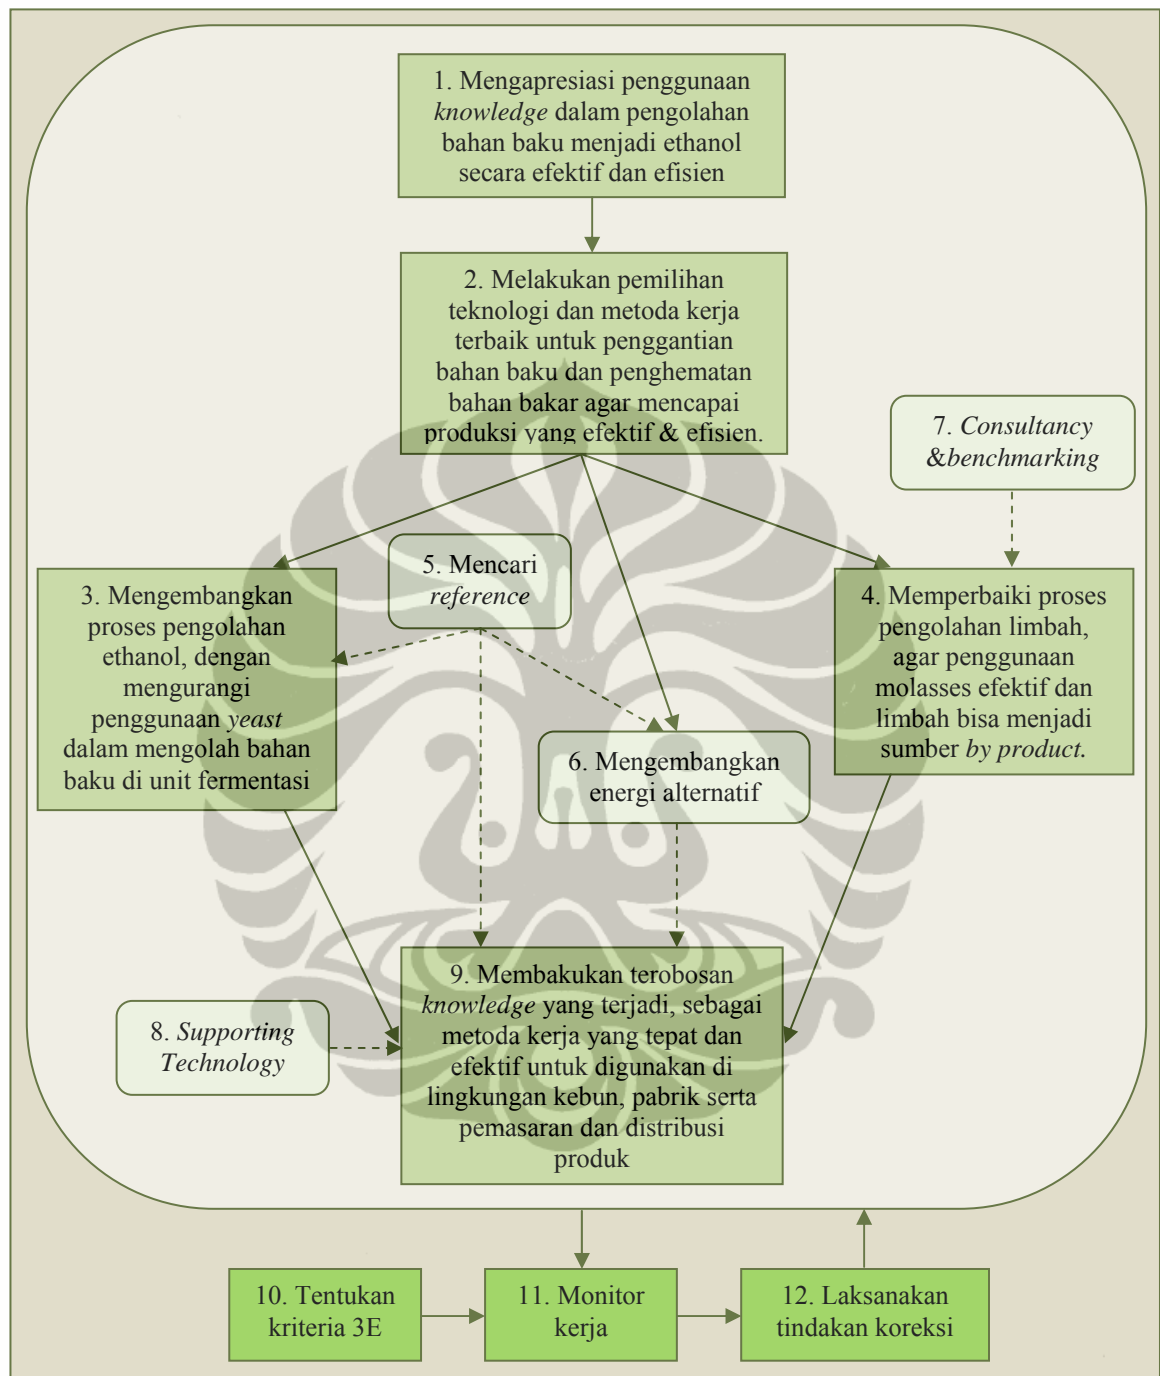 1. Mengapresiasi penggunaan
knowledge dalam pengolahan
bahan baku menjadi ethanol
secara efektif dan efisien
2. Melakukan pemilihan
teknologi dan metoda kerja
terbaik untuk penggantian
bahan baku dan penghematan
bahan bakar agar mencapai
produksi yang efektif & efisien.
7. Consultancy
&benchmarking
5. Mencari
reference
3. Mengembangkan
proses pengolahan
ethanol, dengan
mengurangi
penggunaan yeast
dalam mengolah bahan
baku di unit fermentasi
4. Memperbaiki proses
pengolahan limbah,
agar penggunaan
molasses efektif dan
limbah bisa menjadi
sumber by product.
6. Mengembangkan
energi alternatif
9. Membakukan terobosan
knowledge yang terjadi, sebagai
metoda kerja yang tepat dan
efektif untuk digunakan di
lingkungan kebun, pabrik serta
pemasaran dan distribusi
produk
8. Supporting
Technology
10. Tentukan
kriteria 3E
11. Monitor
kerja
12. Laksanakan
tindakan koreksi